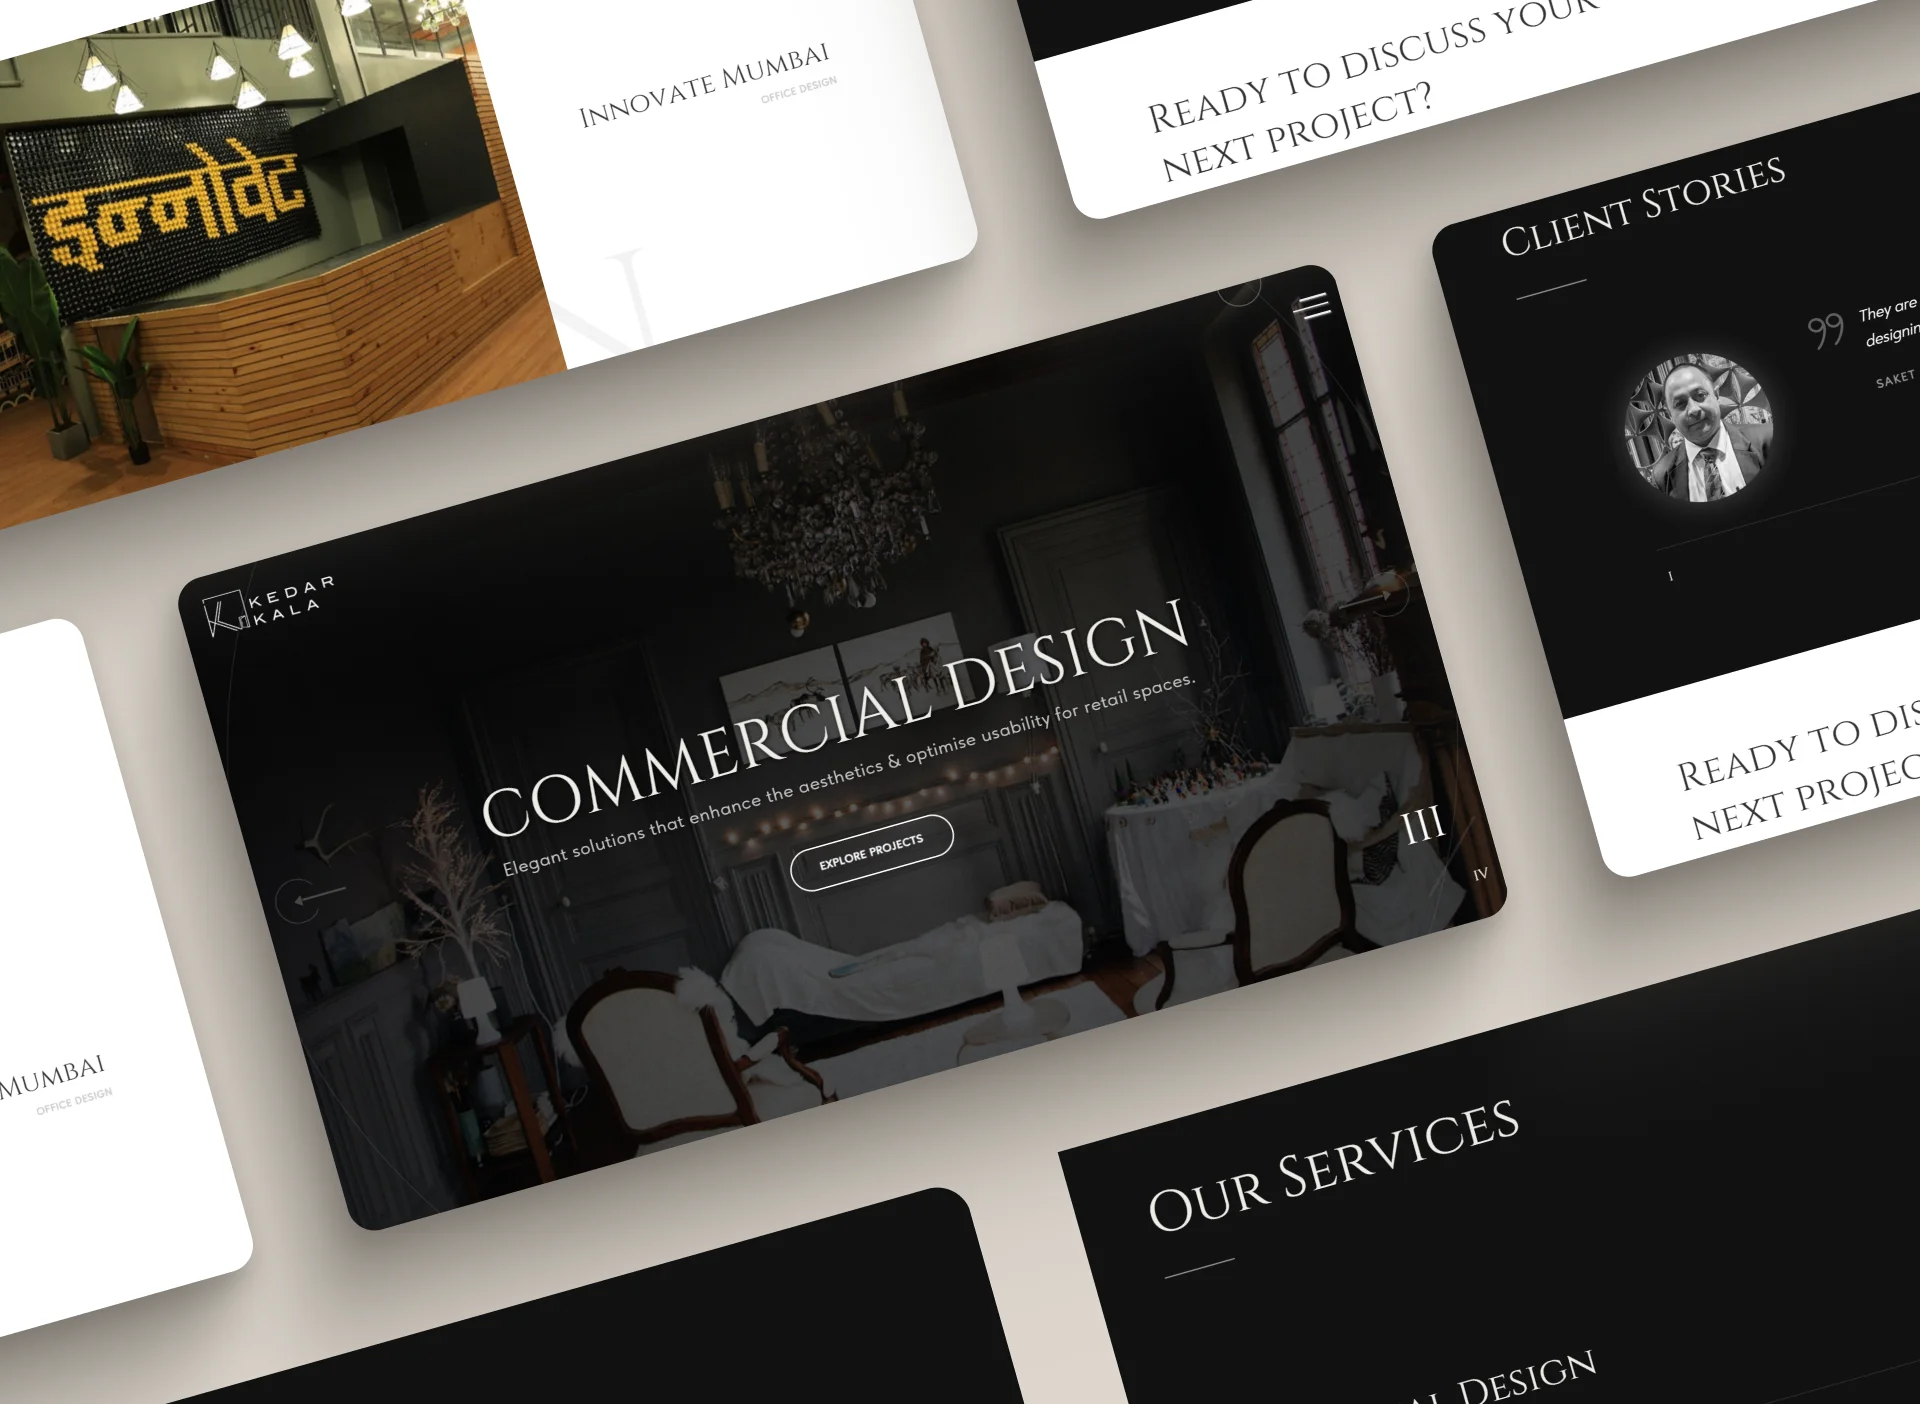 इन्नोवेट
Innovate Mumbai
OFFICE DESIGN
N
READY TO DISCUSS YOUR
NEXT PROJECT?
Client Stories
They are
designin
SAKET
I
READY TO DIS
NEXT PROJEC
KEDAR
KALA
COMMERCIAL DESIGN
Elegant solutions that enhance the aesthetics & optimise usability for retail spaces.
EXPLORE PROJECTS
III
IV
Mumbai
OFFICE DESIGN
Our Services
al Design